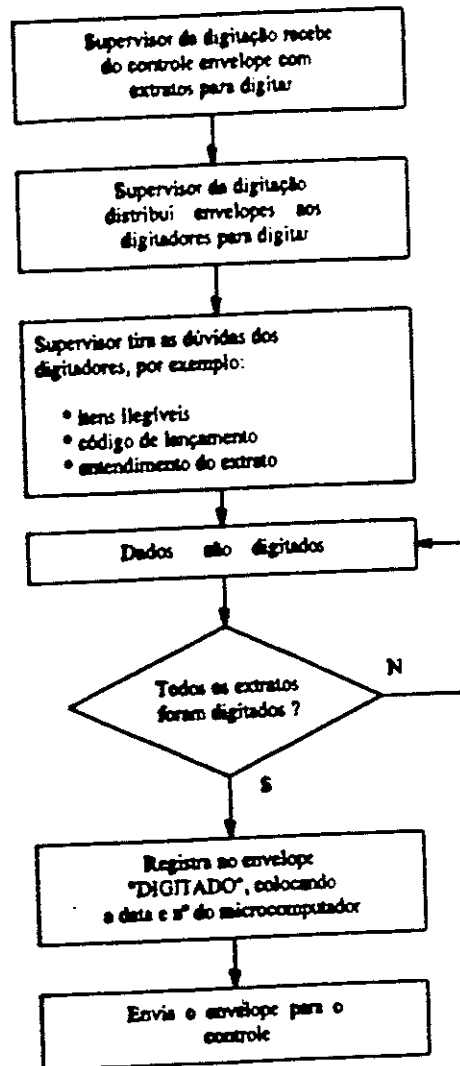 Supervisor da digitação recebe
do controle envelope com
extratos para digitar
Supervisor da digitação
distribui envelopes aos
digitadores para digitar
Supervisor tira as dúvidas dos
digitadores, por exemplo:
• itens ilegíveis
• código de lançamento
• entendimento do extrato
Dados são digitados
Todos os extratos
foram digitados ?
N
S
Registra no envelope
"DIGITADO", colocando
a data e nº do microcomputador
Envia o envelope para o
controle